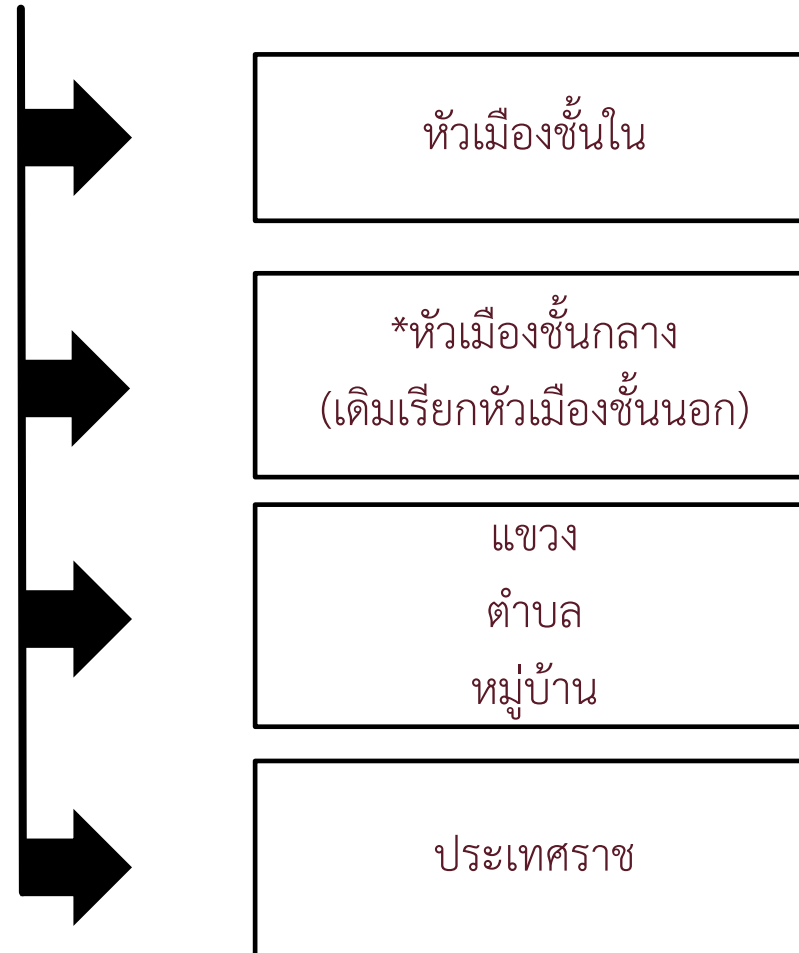 หัวเมืองชั้นใน
*หัวเมืองชั้นกลาง
(เดิมเรียกหัวเมืองชั้นนอก)
แขวง
ตำบล
หมู่บ้าน
ประเทศราช